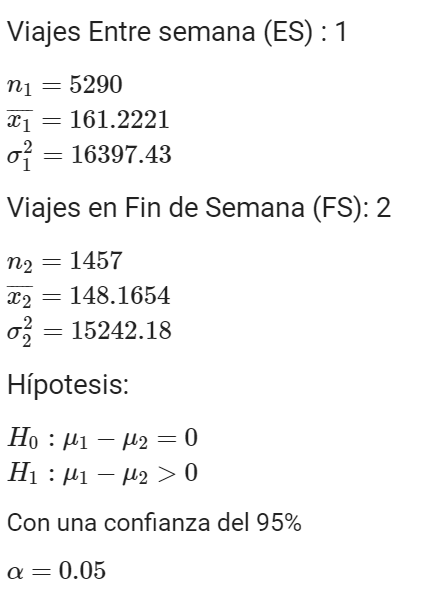 Viajes Entre semana (ES) : 1
n₁ = 5290
x̅₁ = 161.2221
σ₁² = 16397.43
Viajes en Fin de Semana (FS): 2
n₂ = 1457
x̅₂ = 148.1654
σ₂² = 15242.18
Hípotesis:
H₀ : μ₁ − μ₂ = 0
H₁ : μ₁ − μ₂ > 0
Con una confianza del 95%
α = 0.05